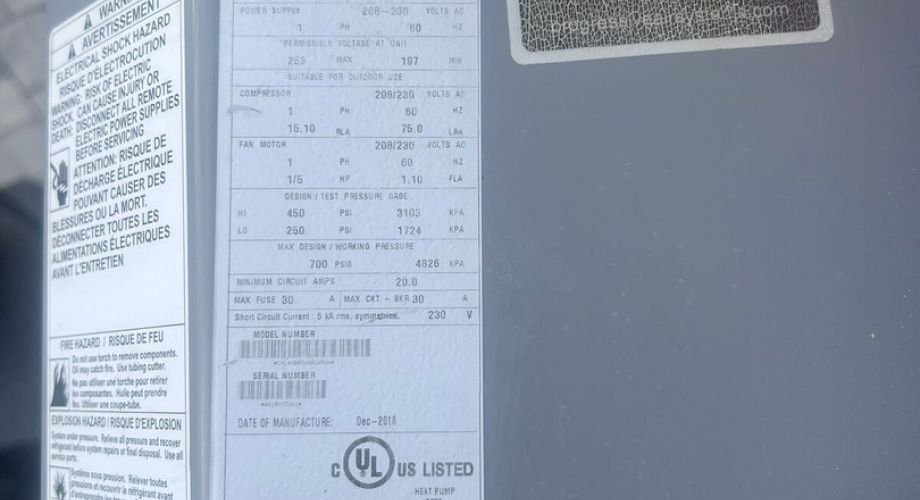 WARNING
AVERTISSEMENT
ELECTRICAL SHOCK HAZARD
RISQUE D'ÉLECTROCUTION
WARNING: RISK OF ELECTRIC
SHOCK. CAN CAUSE INJURY OR
DEATH: DISCONNECT ALL REMOTE
ELECTRIC POWER SUPPLIES
BEFORE SERVICING
ATTENTION: RISQUE DE
DÉCHARGE ÉLECTRIQUE
POUVANT CAUSER DES
BLESSURES OU LA MORT.
DÉCONNECTER TOUTES LES
ALIMENTATIONS ÉLECTRIQUES
AVANT L'ENTRETIEN
FIRE HAZARD / RISQUE DE FEU
Do not use torch to remove components.
Oil may catch fire. Use tubing cutter.
Ne pas utiliser une torche pour retirer
les composantes. Huile peut prendre
feu. Utiliser une coupe-tube.
EXPLOSION HAZARD / RISQUE D'EXPLOSION
System under pressure. Relieve all pressure and recover
refrigerant before system repairs or final disposal. Use all
service ports.
Système sous pression. Relever toutes
pressions et recouvrir le réfrigérant avant
d'entreprendre
POWER SUPPLY 208-230 VOLTS AC
1 PH 60 HZ
PERMISSIBLE VOLTAGE AT UNIT
253 MAX 197 MIN
SUITABLE FOR OUTDOOR USE
COMPRESSOR 208/230 VOLTS AC
1 PH 60 HZ
15.10 RLA 75.0 LRA
FAN MOTOR 208/230 VOLTS AC
1 PH 60 HZ
1/5 HP 1.10 FLA
DESIGN / TEST PRESSURE GAGE
HI 450 PSI 3103 KPA
LO 250 PSI 1724 KPA
MAX DESIGN / WORKING PRESSURE
700 PSIG 4826 KPA
MINIMUM CIRCUIT AMPS 20.0
MAX FUSE 30 A MAX CKT - BKR 30 A
Short Circuit Current: 5 kA rms, symmetrical, 230 V
MODEL NUMBER
SERIAL NUMBER
DATE OF MANUFACTURE: Dec-2018
C UL US LISTED
HEAT PUMP